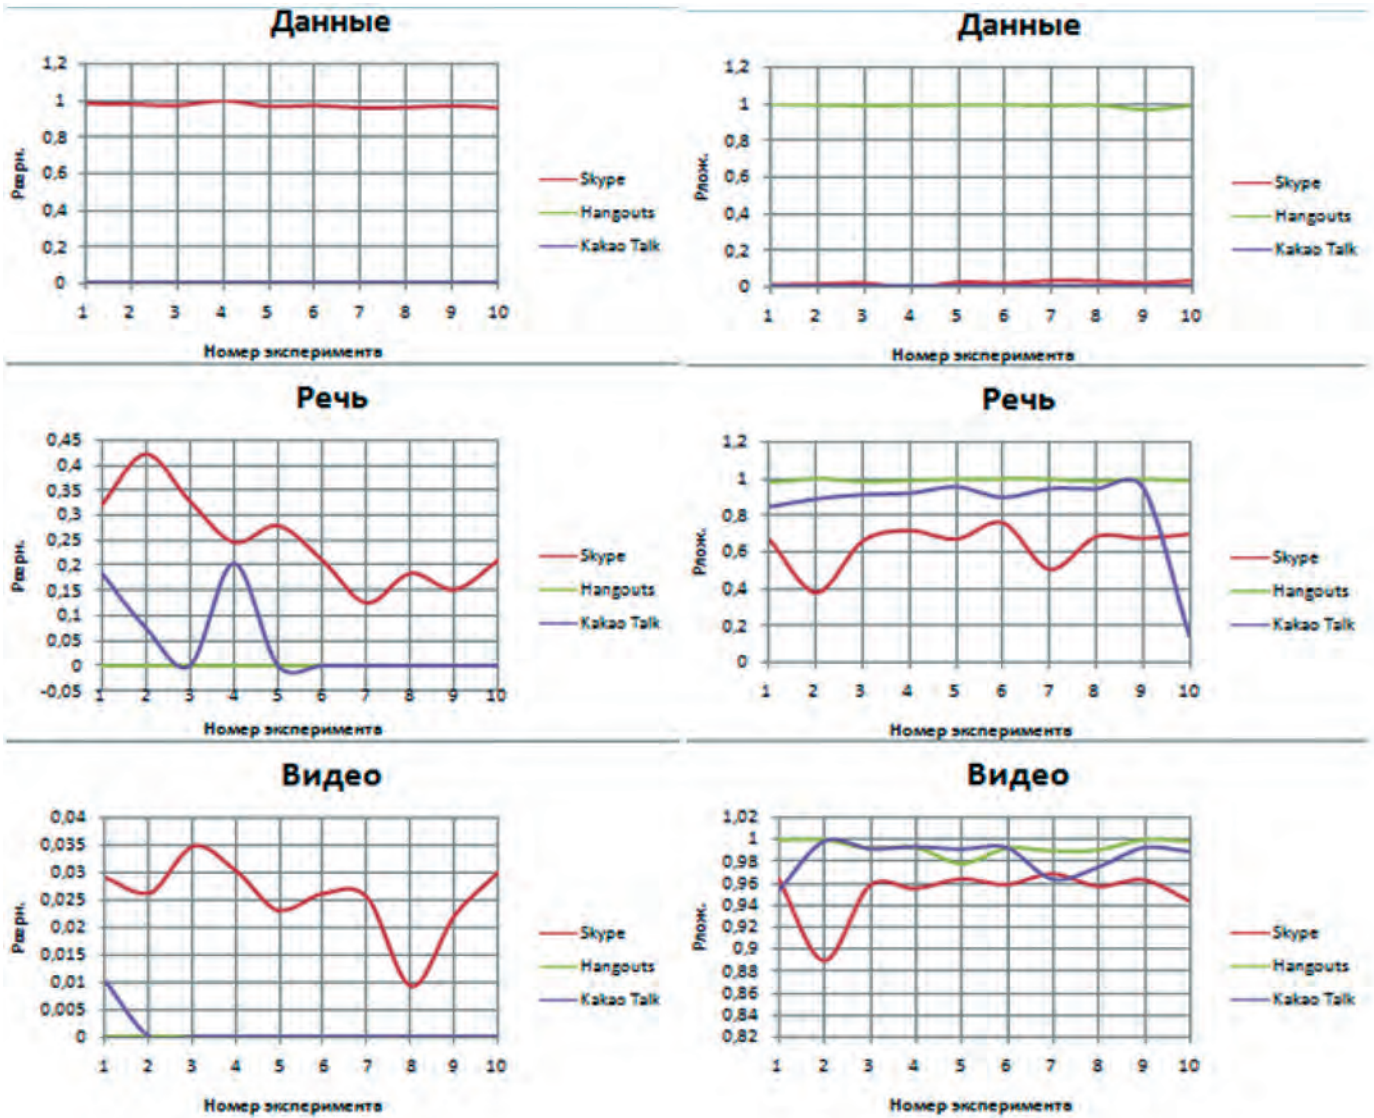 Данные
1,2
1
0,8
0,6
0,4
0,2
0
Рверн.
1 2 3 4 5 6 7 8 9 10
Номер эксперимента
Skype
Hangouts
Kakao Talk
Данные
1,2
1
0,8
0,6
0,4
0,2
0
Рлож.
1 2 3 4 5 6 7 8 9 10
Номер эксперимента
Skype
Hangouts
Kakao Talk
Речь
0,45
0,4
0,35
0,3
0,25
0,2
0,15
0,1
0,05
0
-0,05
Рверн.
1 2 3 4 5 6 7 8 9 10
Номер эксперимента
Skype
Hangouts
Kakao Talk
Речь
1,2
1
0,8
0,6
0,4
0,2
0
Рлож.
1 2 3 4 5 6 7 8 9 10
Номер эксперимента
Skype
Hangouts
Kakao Talk
Видео
0,04
0,035
0,03
0,025
0,02
0,015
0,01
0,005
0
Рверн.
1 2 3 4 5 6 7 8 9 10
Номер эксперимента
Skype
Hangouts
Kakao Talk
Видео
1,02
1
0,98
0,96
0,94
0,92
0,9
0,88
0,86
0,84
0,82
Рлож.
1 2 3 4 5 6 7 8 9 10
Номер эксперимента
Skype
Hangouts
Kakao Talk